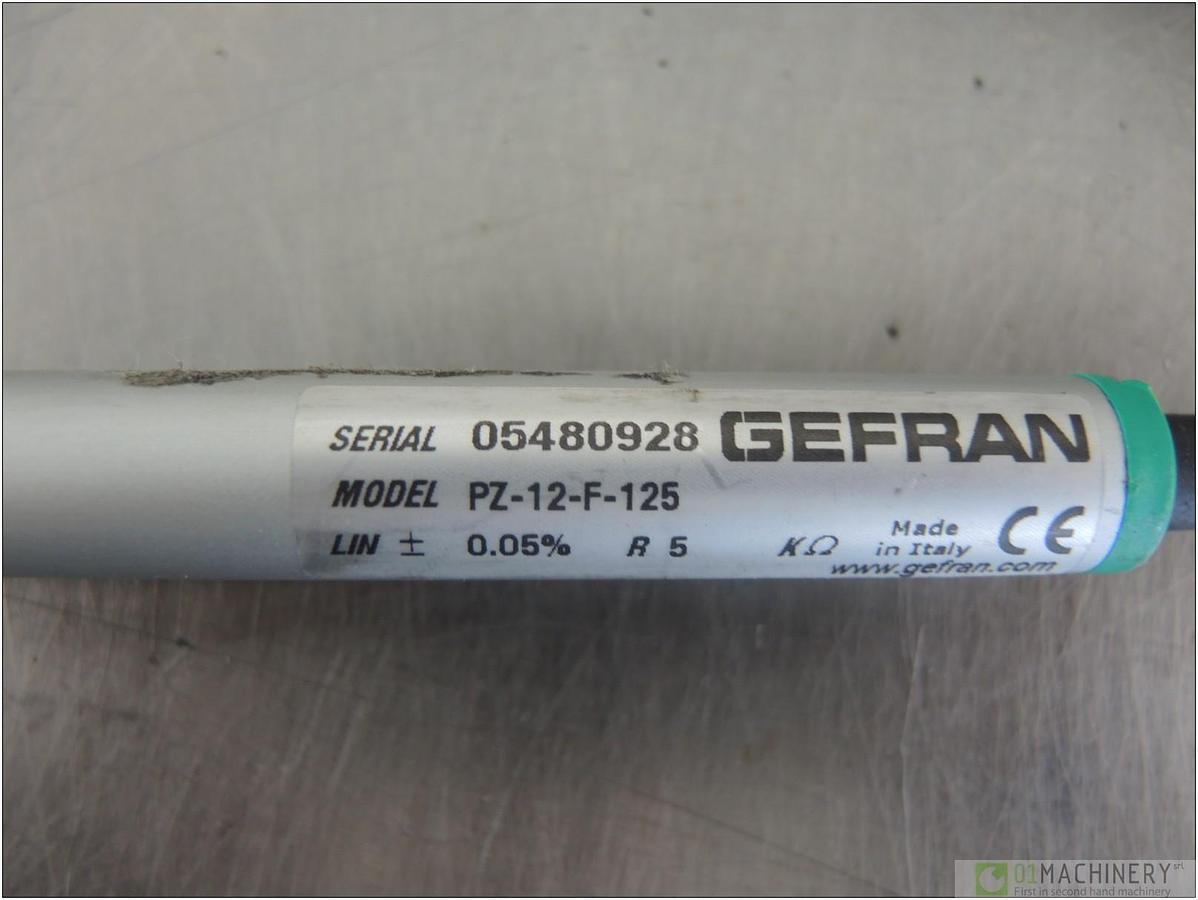 SERIAL 05480928 GEFRAN
MODEL PZ-12-F-125
LIN ± 0.05% R 5 KΩ Made in Italy CE
www.gefran.com
01MACHINERY srl
First in second hand machinery